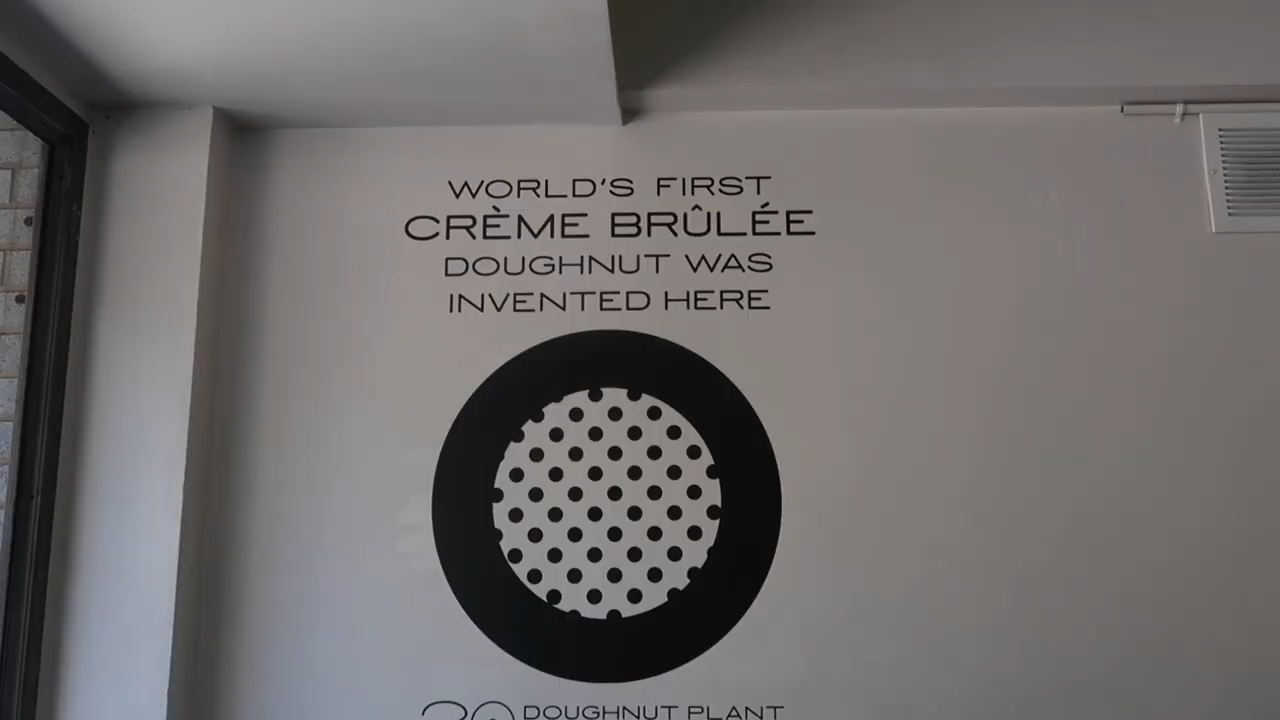 WORLD'S FIRST
CRÈME BRÛLÉE
DOUGHNUT WAS
INVENTED HERE
DOUGHNUT PLANT